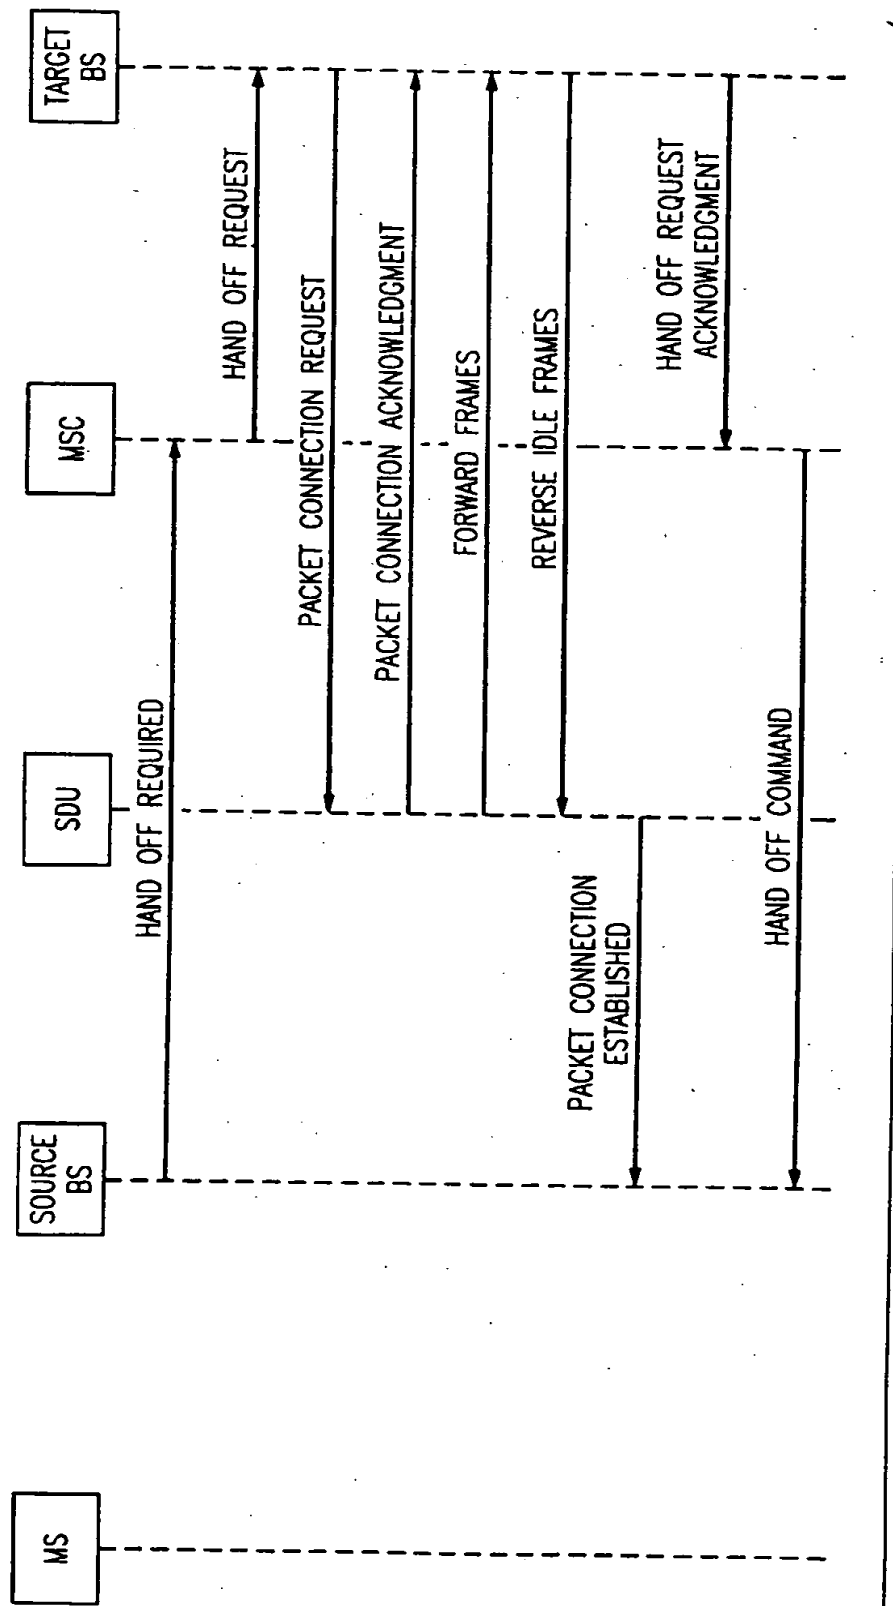 MS
SOURCE
BS
SDU
MSC
TARGET
BS
HAND OFF REQUIRED
HAND OFF REQUEST
PACKET CONNECTION REQUEST
PACKET CONNECTION ACKNOWLEDGMENT
FORWARD FRAMES
REVERSE IDLE FRAMES
PACKET CONNECTION
ESTABLISHED
HAND OFF REQUEST
ACKNOWLEDGMENT
HAND OFF COMMAND